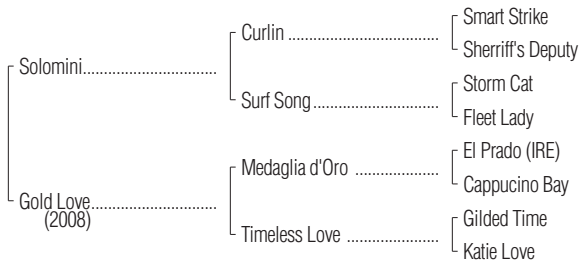 Smart Strike
Curlin
Sherriff's Deputy
Solomini
Storm Cat
Surf Song
Fleet Lady
El Prado (IRE)
Medaglia d'Oro
Cappucino Bay
Gold Love
(2008)
Gilded Time
Timeless Love
Katie Love